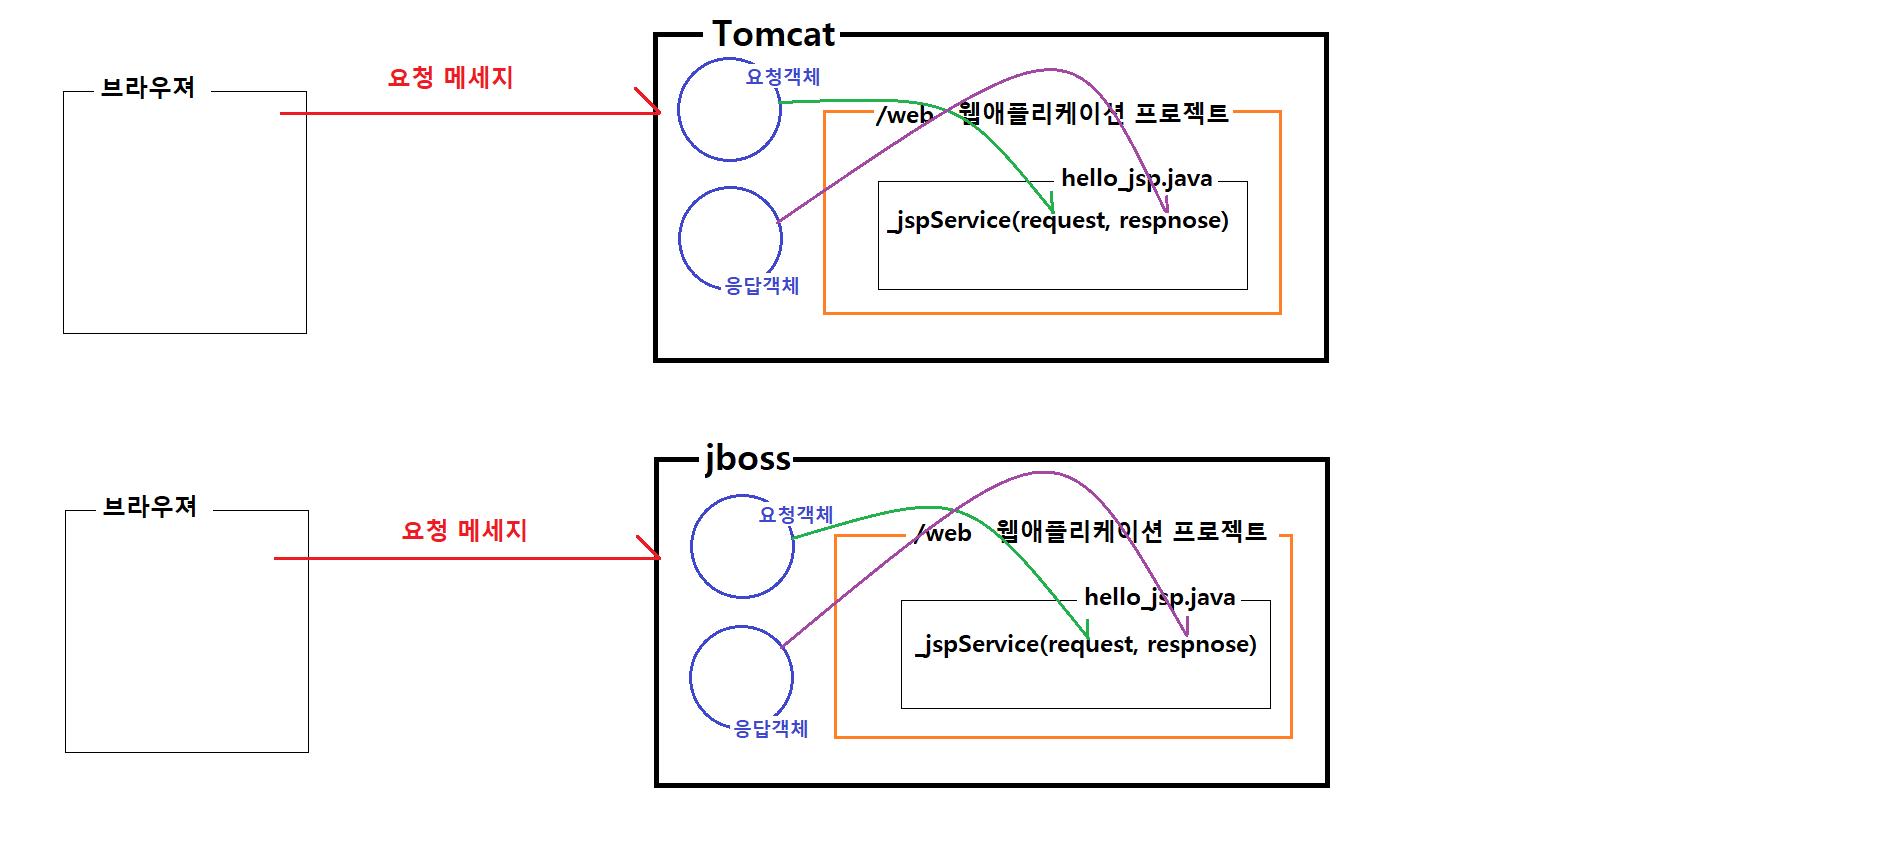 Tomcat
브라우져
요청 메세지
요청객체
/web 웹애플리케이션 프로젝트
hello_jsp.java
_jspService(request, respnose)
응답객체
jboss
브라우져
요청 메세지
요청객체
/web 웹애플리케이션 프로젝트
hello_jsp.java
_jspService(request, respnose)
응답객체